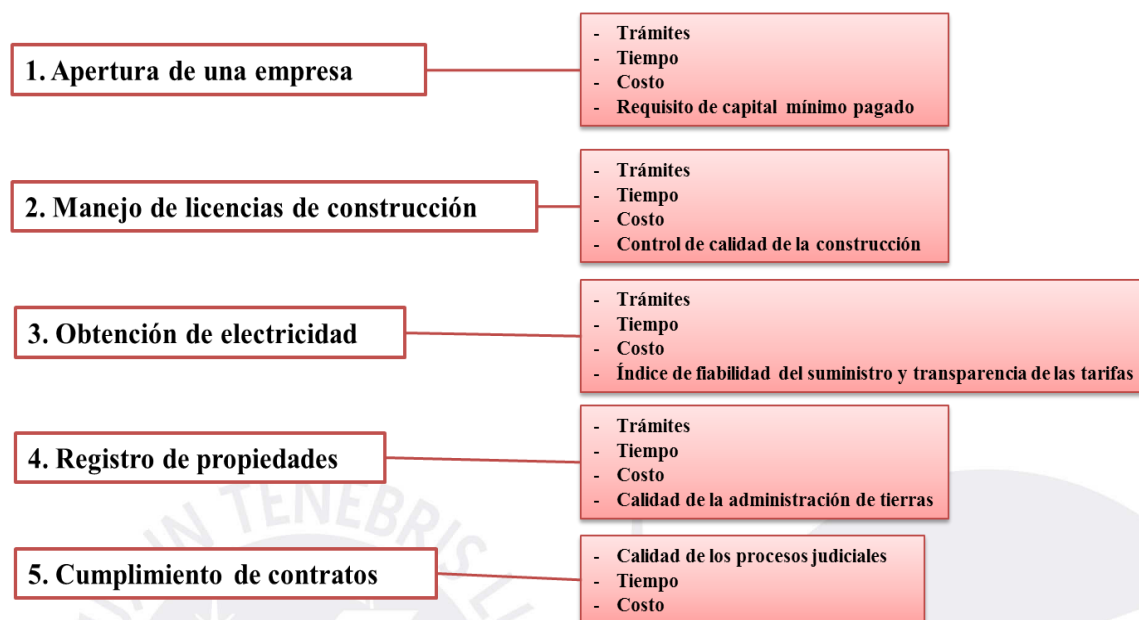 1. Apertura de una empresa
- Trámites
- Tiempo
- Costo
- Requisito de capital mínimo pagado
2. Manejo de licencias de construcción
- Trámites
- Tiempo
- Costo
- Control de calidad de la construcción
3. Obtención de electricidad
- Trámites
- Tiempo
- Costo
- Índice de fiabilidad del suministro y transparencia de las tarifas
4. Registro de propiedades
- Trámites
- Tiempo
- Costo
- Calidad de la administración de tierras
5. Cumplimiento de contratos
- Calidad de los procesos judiciales
- Tiempo
- Costo
TENEBRIS